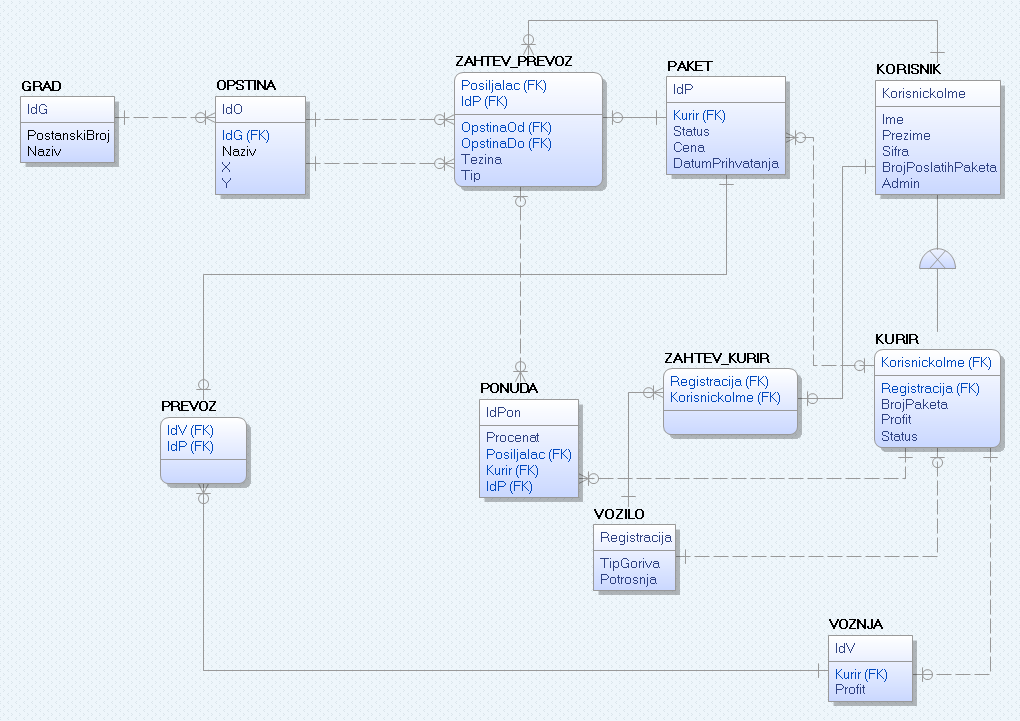 GRAD
IdG
PostanskiBroj
Naziv
OPSTINA
IdO
IdG (FK)
Naziv
X
Y
ZAHTEV_PREVOZ
Posiljalac (FK)
IdP (FK)
OpstinaOd (FK)
OpstinaDo (FK)
Tezina
Tip
PAKET
IdP
Kurir (FK)
Status
Cena
DatumPrihvatanja
KORISNIK
KorisnickoIme
Ime
Prezime
Sifra
BrojPoslatihPaketa
Admin
KURIR
KorisnickoIme (FK)
Registracija (FK)
BrojPaketa
Profit
Status
ZAHTEV_KURIR
Registracija (FK)
KorisnickoIme (FK)
PONUDA
IdPon
Procenat
Posiljalac (FK)
Kurir (FK)
IdP (FK)
PREVOZ
IdV (FK)
IdP (FK)
VOZILO
Registracija
TipGoriva
Potrosnja
VOZNJA
IdV
Kurir (FK)
Profit